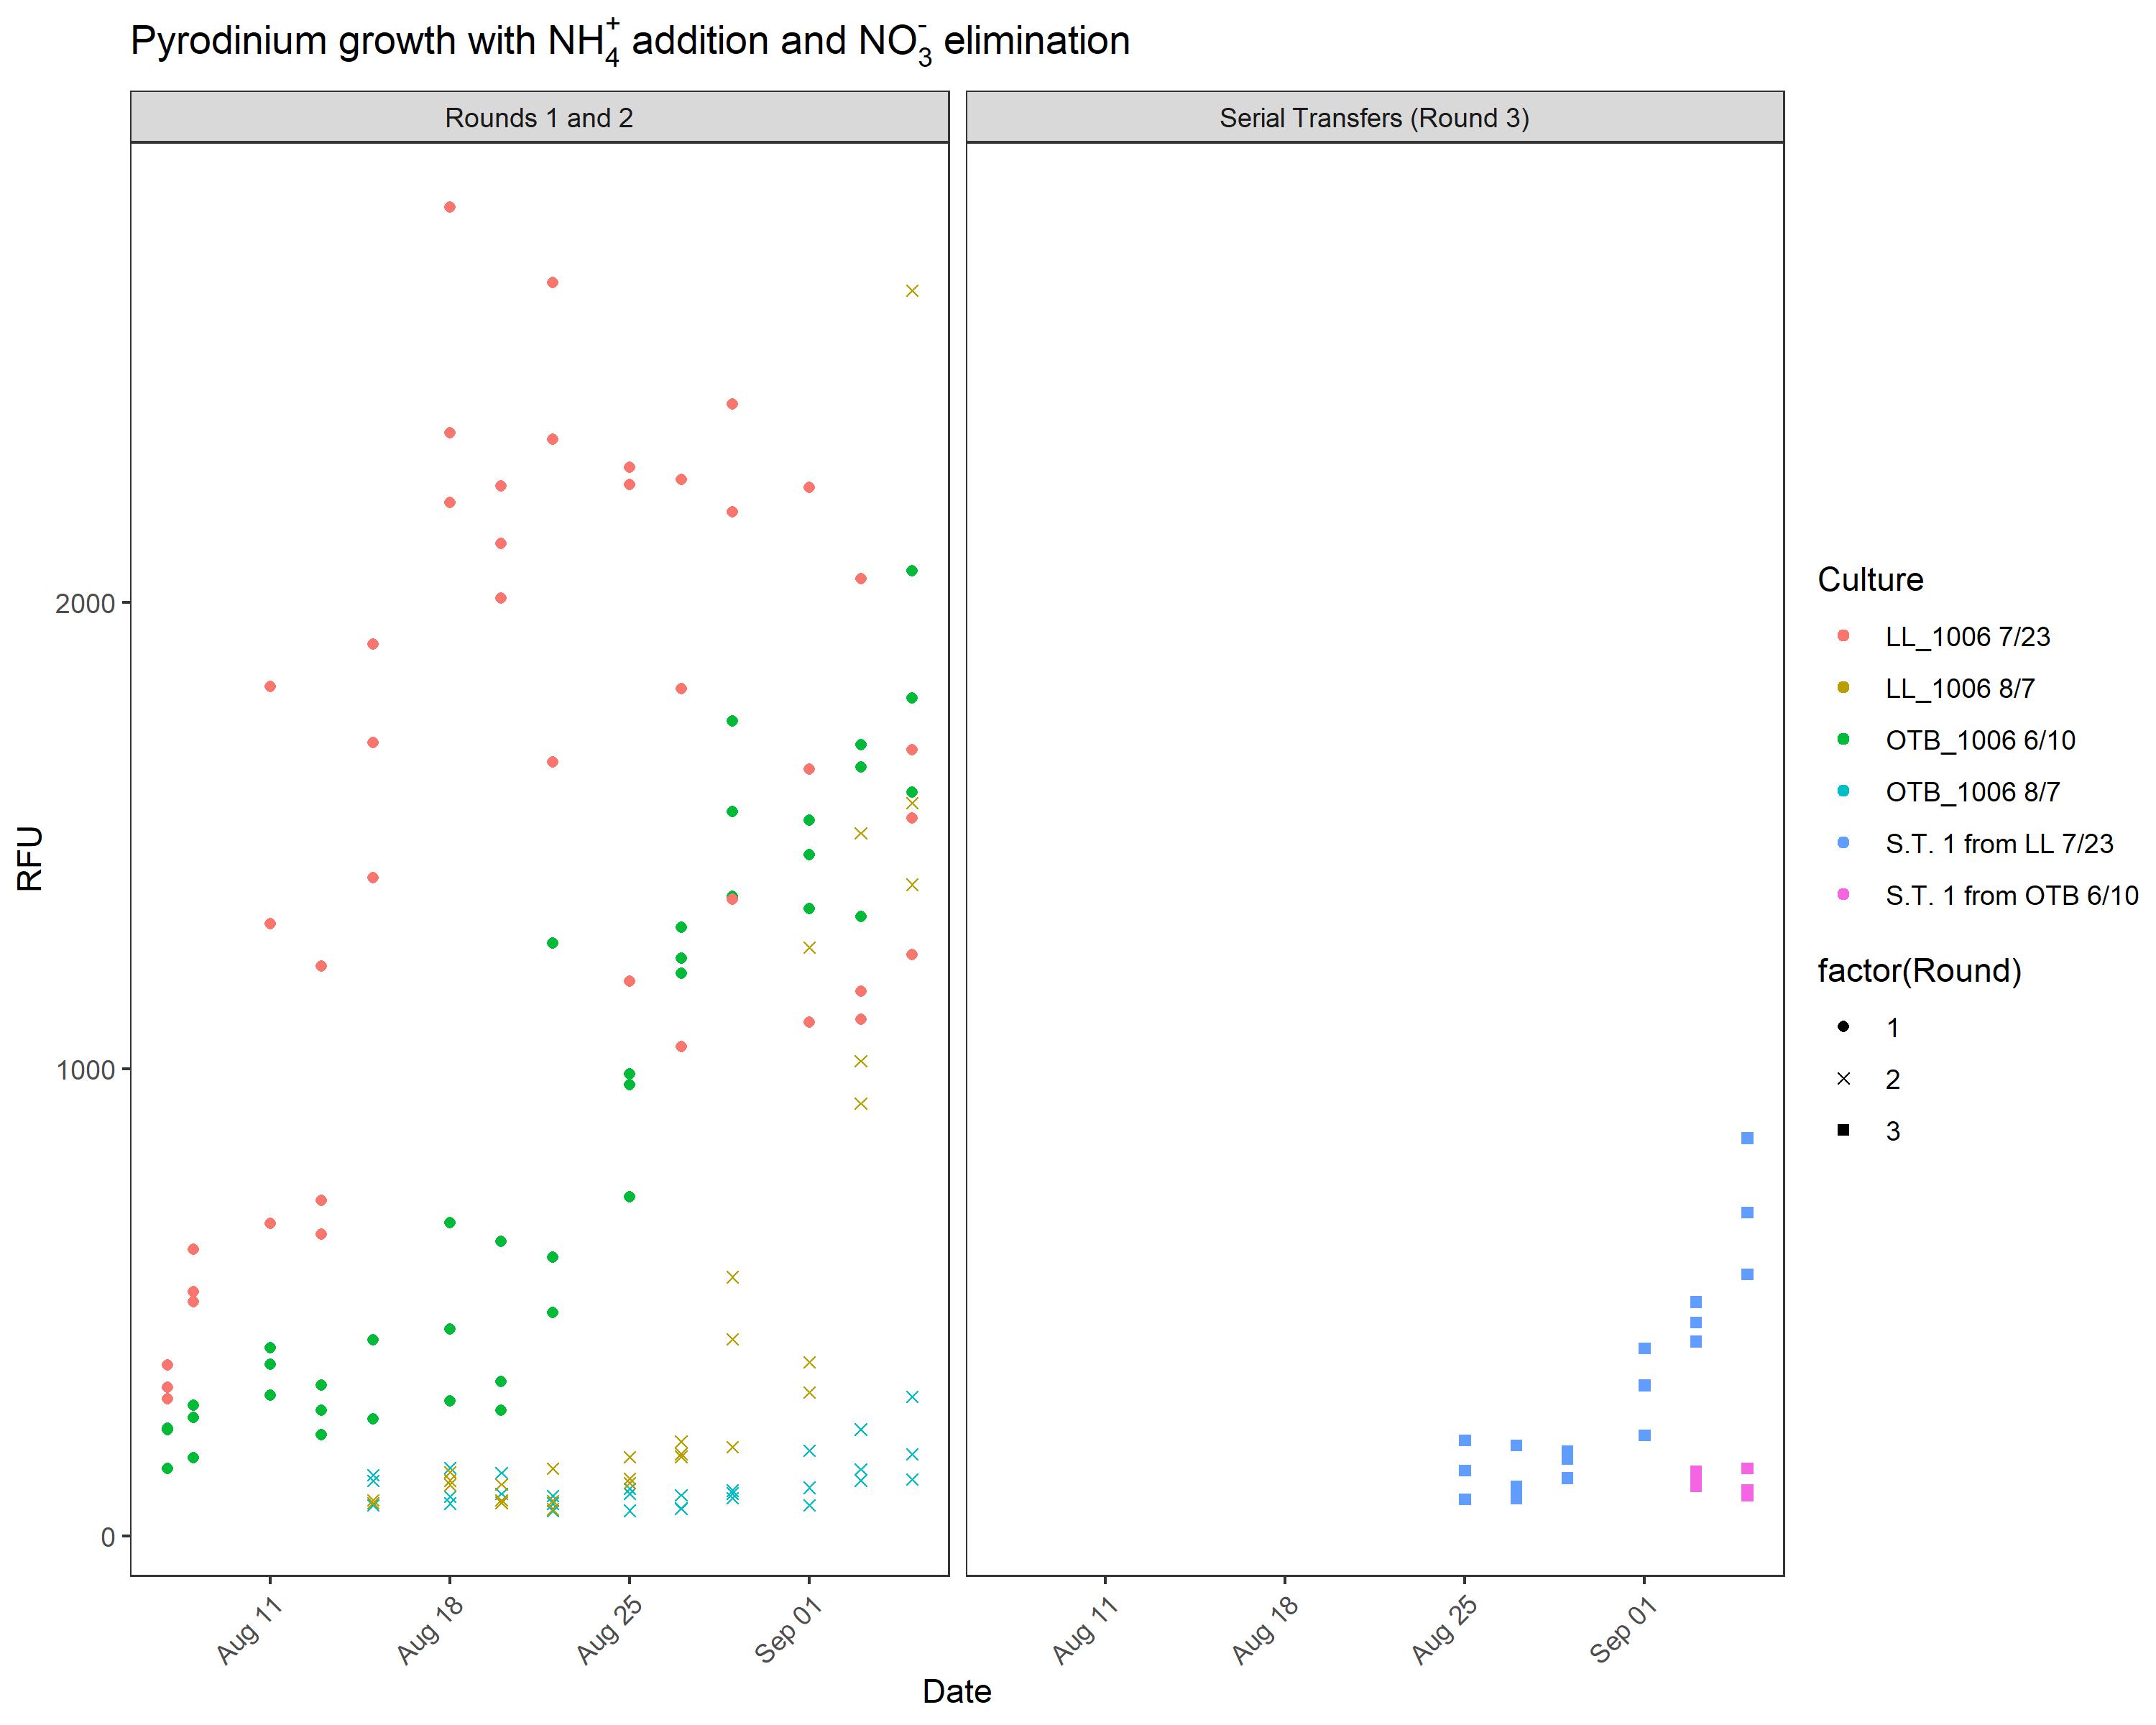 Pyrodinium growth with NH₄⁺ addition and NO₃⁻ elimination
Rounds 1 and 2
Serial Transfers (Round 3)
RFU
2000
1000
0
Aug 11
Aug 18
Aug 25
Sep 01
Aug 11
Aug 18
Aug 25
Sep 01
Date
Culture
LL_1006 7/23
LL_1006 8/7
OTB_1006 6/10
OTB_1006 8/7
S.T. 1 from LL 7/23
S.T. 1 from OTB 6/10
factor(Round)
1
2
3